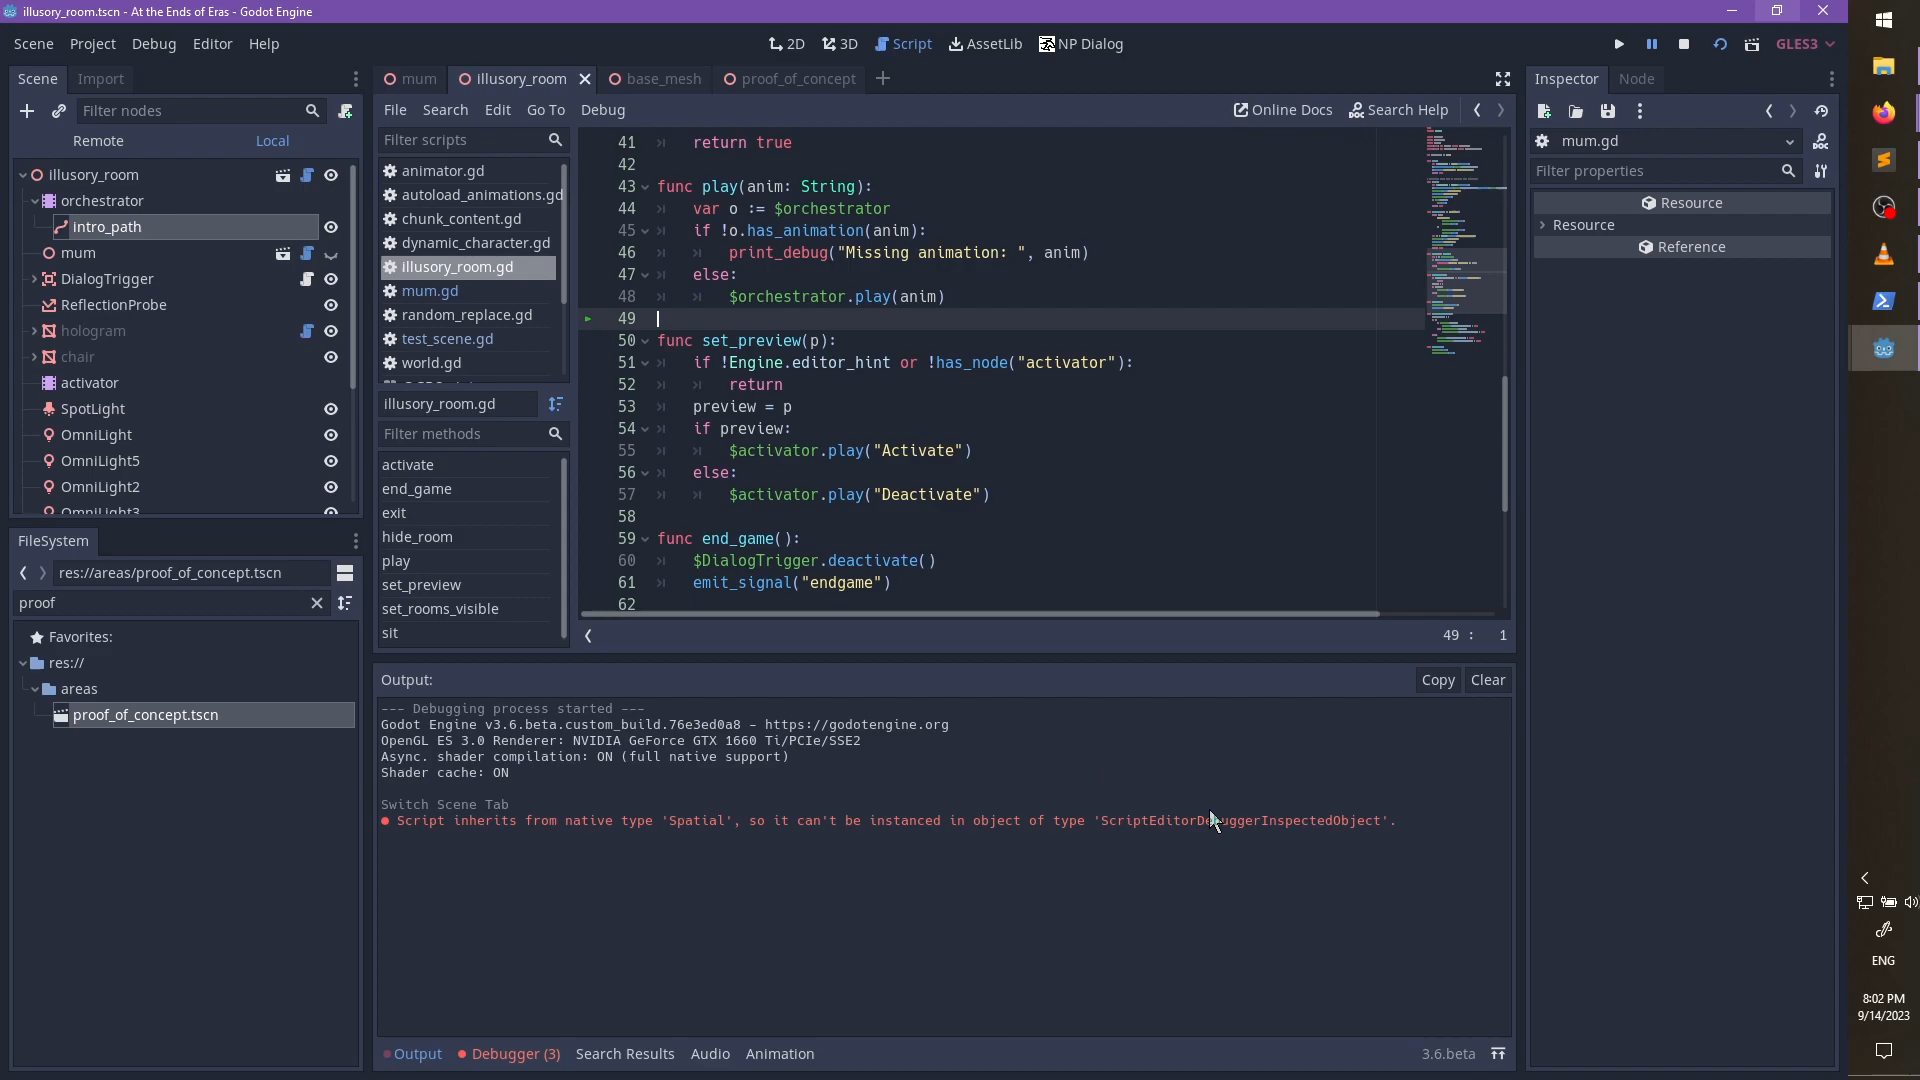 illusory_room.tscn - At the Ends of Eras - Godot Engine
Scene Project Debug Editor Help
2D 3D Script AssetLib NP Dialog
GLES3
Scene Import
Filter nodes
Remote Local
illusory_room
orchestrator
Intro_path
mum
DialogTrigger
ReflectionProbe
hologram
chair
activator
SpotLight
OmniLight
OmniLight5
OmniLight2
OmniLight3
FileSystem
res://areas/proof_of_concept.tscn
proof
Favorites:
res://
areas
proof_of_concept.tscn
mum illusory_room base_mesh proof_of_concept
File Search Edit Go To Debug
Online Docs Search Help
Filter scripts
animator.gd
autoload_animations.gd
chunk_content.gd
dynamic_character.gd
illusory_room.gd
mum.gd
random_replace.gd
test_scene.gd
world.gd
illusory_room.gd
Filter methods
activate
end_game
exit
hide_room
play
set_preview
set_rooms_visible
sit
41 return true
42
43 func play(anim: String):
44 var o := $orchestrator
45 if !o.has_animation(anim):
46 print_debug("Missing animation: ", anim)
47 else:
48 $orchestrator.play(anim)
49
50 func set_preview(p):
51 if !Engine.editor_hint or !has_node("activator"):
52 return
53 preview = p
54 if preview:
55 $activator.play("Activate")
56 else:
57 $activator.play("Deactivate")
58
59 func end_game():
60 $DialogTrigger.deactivate()
61 emit_signal("endgame")
62
49 : 1
Output:
Copy Clear
--- Debugging process started ---
Godot Engine v3.6.beta.custom_build.76e3ed0a8 - https://godotengine.org
OpenGL ES 3.0 Renderer: NVIDIA GeForce GTX 1660 Ti/PCIe/SSE2
Async. shader compilation: ON (full native support)
Shader cache: ON
Switch Scene Tab
Script inherits from native type 'Spatial', so it can't be instanced in object of type 'ScriptEditorDebuggerInspectedObject'.
Output Debugger (3) Search Results Audio Animation
3.6.beta
Inspector Node
mum.gd
Filter properties
Resource
Resource
Reference
ENG
8:02 PM
9/14/2023